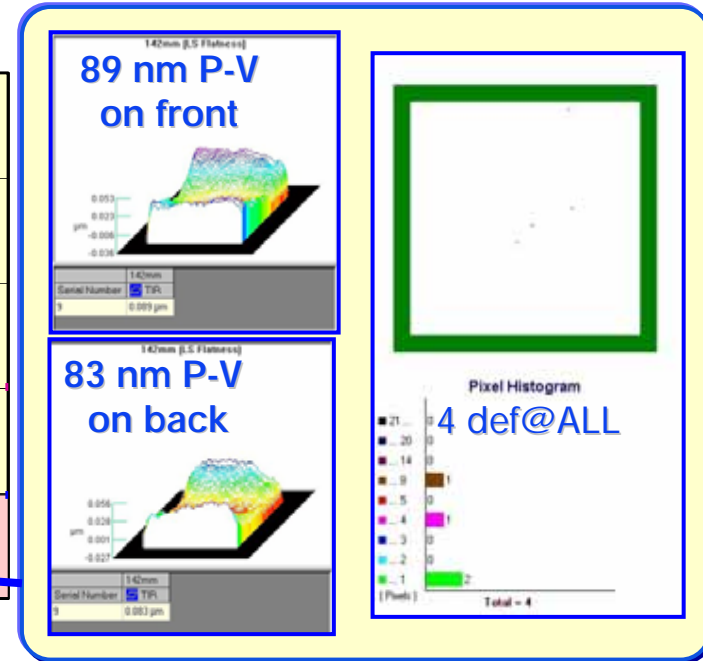 142mm (LS Flatness)
89 nm P-V
on front
0.053
0.023
µm
-0.006
-0.036
142mm
Serial Number TIR
9 0.089 µm
142mm (LS Flatness)
83 nm P-V
on back
0.056
0.028
µm
0.001
-0.027
142mm
Serial Number TIR
9 0.083 µm
Pixel Histogram
4 def@ALL
21 ... 0
... 20 0
... 14 0
... 9 1
... 5 0
... 4 1
... 3 0
... 2 0
... 1 2
( Pixels )
Total = 4